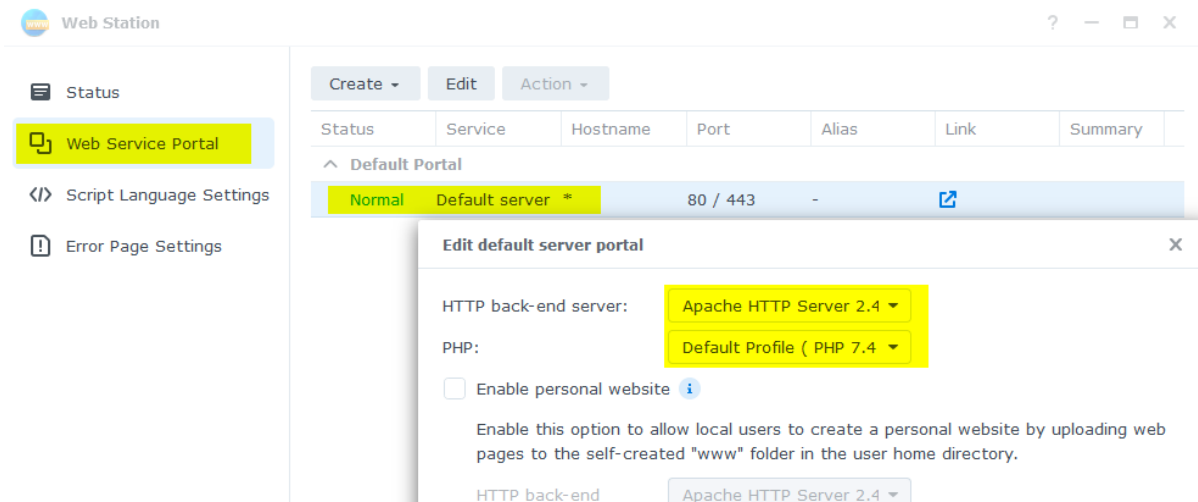 www Web Station ?
Status
Web Service Portal
Script Language Settings
Error Page Settings
Create Edit Action
Status Service Hostname Port Alias Link Summary
Default Portal
Normal Default server * 80 / 443 -
Edit default server portal
HTTP back-end server: Apache HTTP Server 2.4
PHP: Default Profile ( PHP 7.4
Enable personal website i
Enable this option to allow local users to create a personal website by uploading web
pages to the self-created "www" folder in the user home directory.
HTTP back-end Apache HTTP Server 2.4